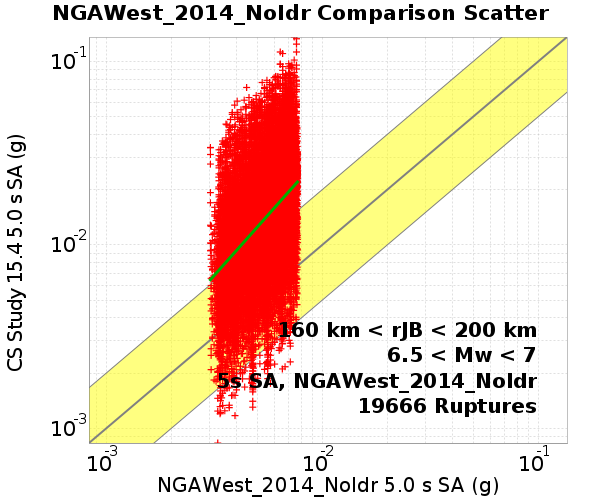 NGAWest_2014_NoIdr Comparison Scatter
CS Study 15.4 5.0 s SA (g)
10-1
10-2
10-3
160 km < rJB < 200 km
6.5 < Mw < 7
5s SA, NGAWest_2014_NoIdr
19666 Ruptures
10-3 10-2 10-1
NGAWest_2014_NoIdr 5.0 s SA (g)